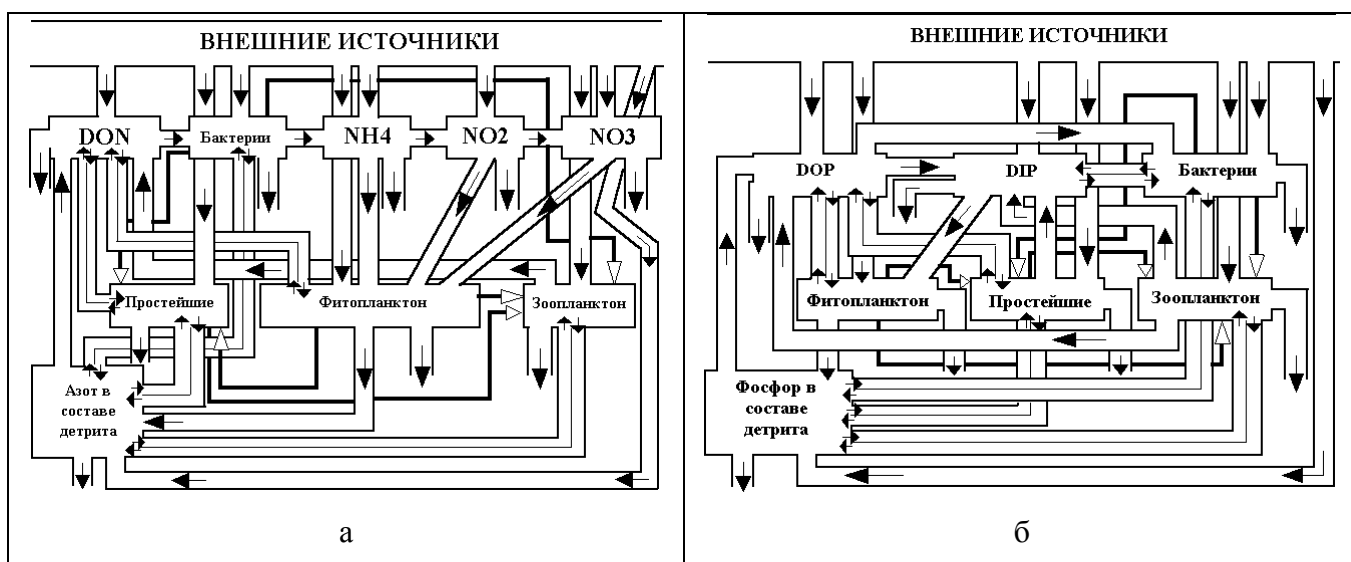 ВНЕШНИЕ ИСТОЧНИКИ
DON
Бактерии
NH4
NO2
NO3
Простейшие
Фитопланктон
Зоопланктон
Азот в
составе
детрита
а
ВНЕШНИЕ ИСТОЧНИКИ
DOP
DIP
Бактерии
Фитопланктон
Простейшие
Зоопланктон
Фосфор в
составе
детрита
б